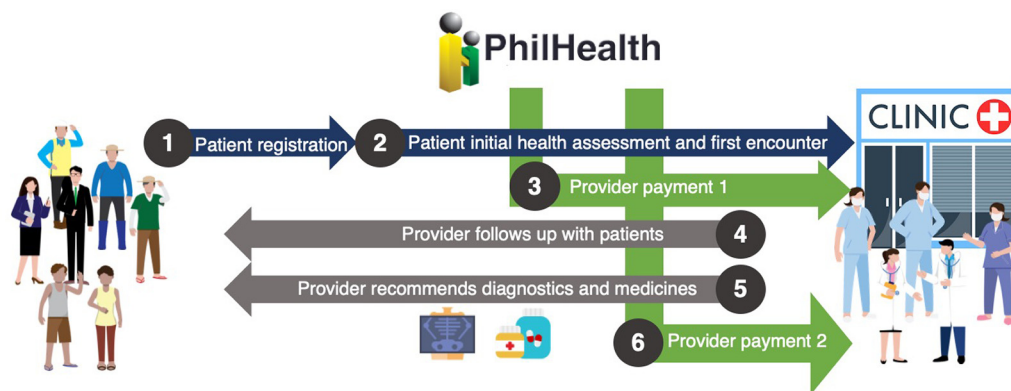 PhilHealth
CLINIC
1 Patient registration
2 Patient initial health assessment and first encounter
3 Provider payment 1
Provider follows up with patients 4
Provider recommends diagnostics and medicines 5
6 Provider payment 2